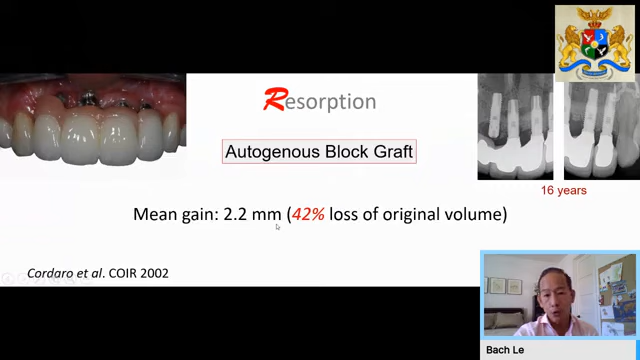 Resorption
Autogenous Block Graft
16 years
Mean gain: 2.2 mm (42% loss of original volume)
Cordaro et al. COIR 2002
Bach Le